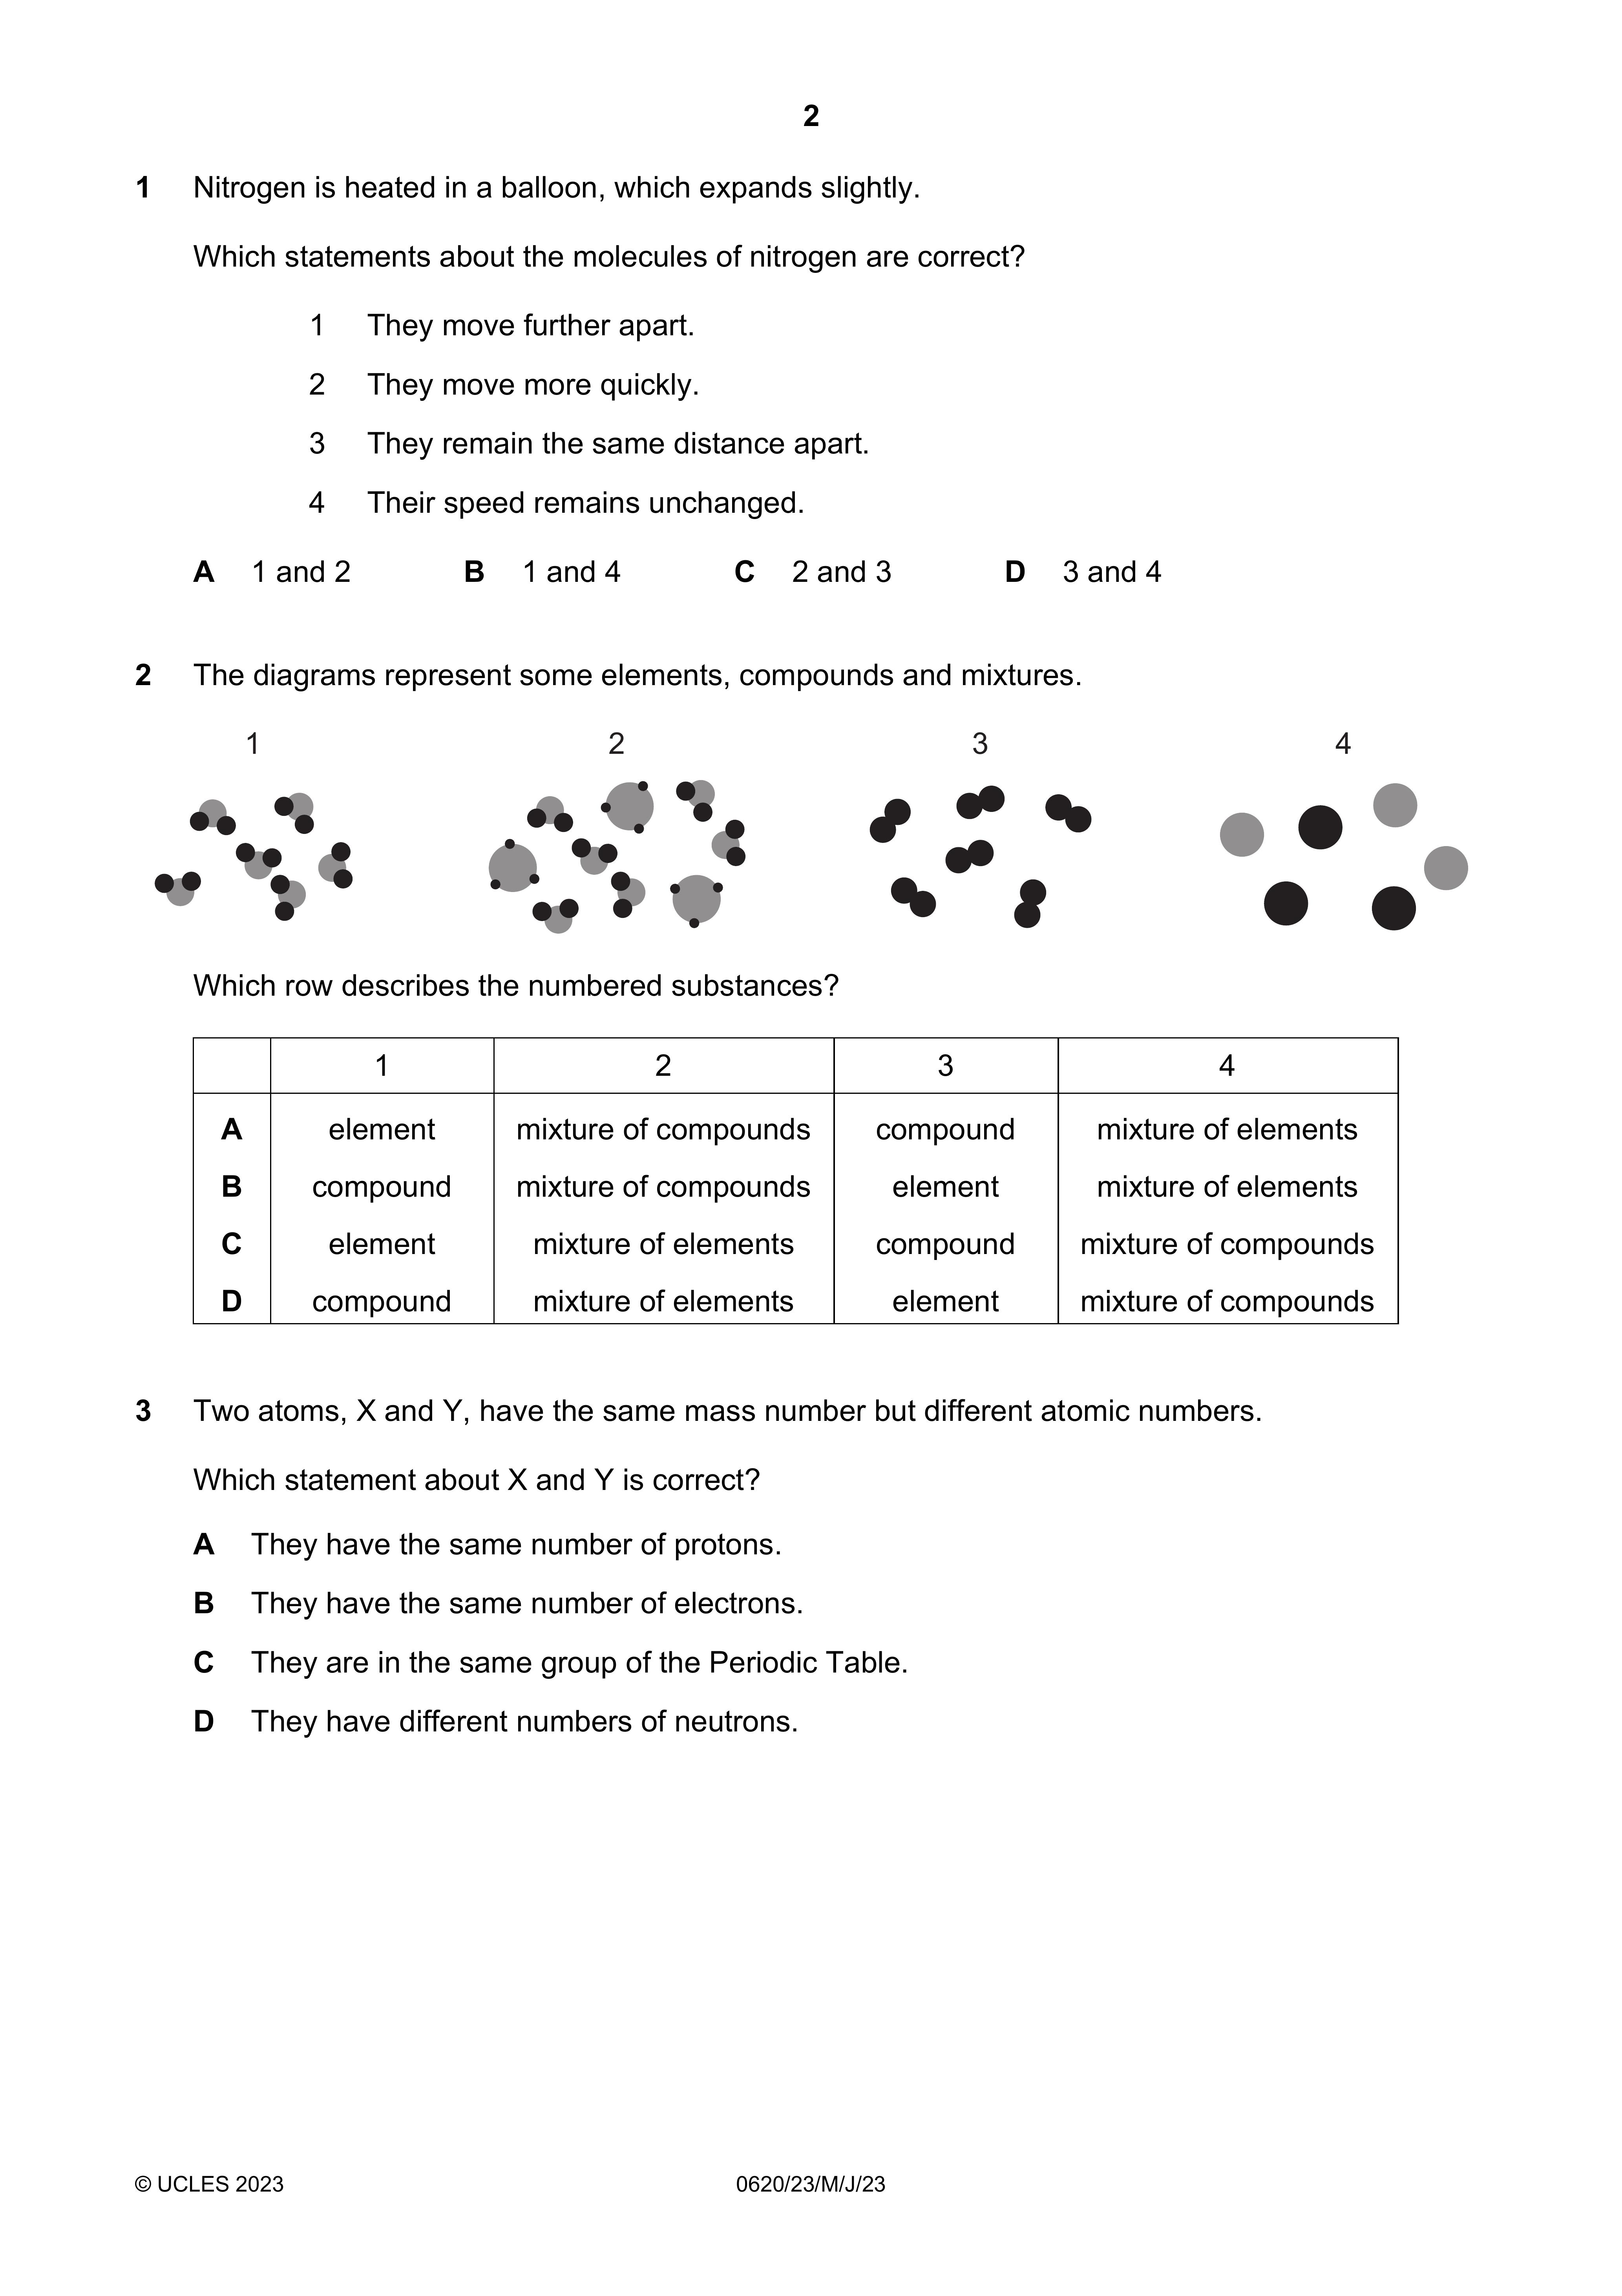 2
1 Nitrogen is heated in a balloon, which expands slightly.
Which statements about the molecules of nitrogen are correct?
1 They move further apart.
2 They move more quickly.
3 They remain the same distance apart.
4 Their speed remains unchanged.
A 1 and 2 B 1 and 4 C 2 and 3 D 3 and 4
2 The diagrams represent some elements, compounds and mixtures.
1 2 3 4
Which row describes the numbered substances?
1 2 3 4
A element mixture of compounds compound mixture of elements
B compound mixture of compounds element mixture of elements
C element mixture of elements compound mixture of compounds
D compound mixture of elements element mixture of compounds
3 Two atoms, X and Y, have the same mass number but different atomic numbers.
Which statement about X and Y is correct?
A They have the same number of protons.
B They have the same number of electrons.
C They are in the same group of the Periodic Table.
D They have different numbers of neutrons.
© UCLES 2023 0620/23/M/J/23